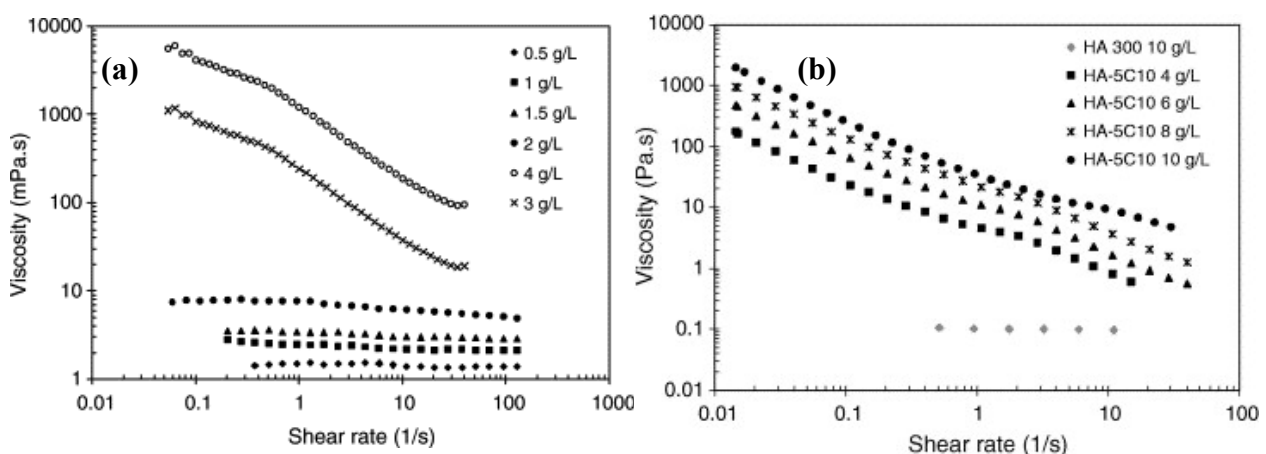 (a)
Viscosity (mPa.s)
10000
1000
100
10
1
0.01 0.1 1 10 100 1000
Shear rate (1/s)
0.5 g/L
1 g/L
1.5 g/L
2 g/L
4 g/L
3 g/L
(b)
Viscosity (Pa.s)
10000
1000
100
10
1
0.1
0.01
0.01 0.1 1 10 100
Shear rate (1/s)
HA 300 10 g/L
HA-5C10 4 g/L
HA-5C10 6 g/L
HA-5C10 8 g/L
HA-5C10 10 g/L